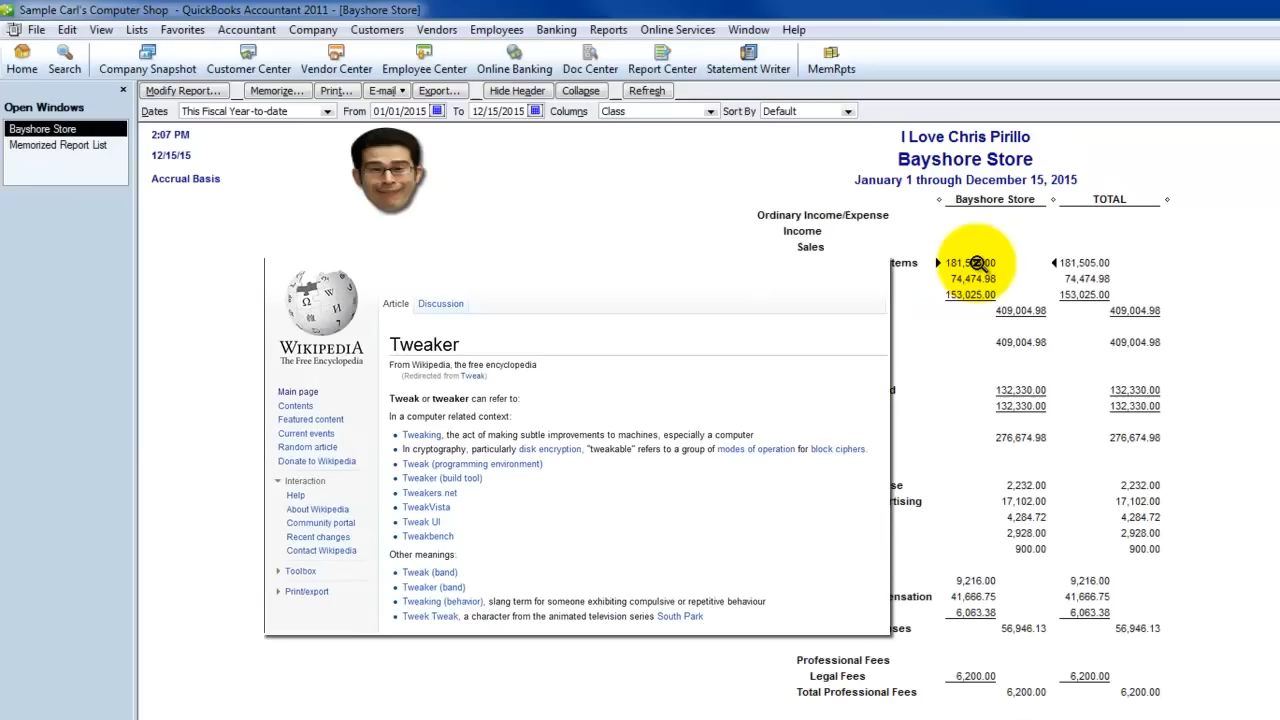 Sample Carl's Computer Shop - QuickBooks Accountant 2011 - [Bayshore Store]
File Edit View Lists Favorites Accountant Company Customers Vendors Employees Banking Reports Online Services Window Help
Home Search Company Snapshot Customer Center Vendor Center Employee Center Online Banking Doc Center Report Center Statement Writer MemRpts
Open Windows
Bayshore Store
Memorized Report List
Modify Report... Memorize... Print... E-mail Export... Hide Header Collapse Refresh
Dates This Fiscal Year-to-date From 01/01/2015 To 12/15/2015 Columns Class Sort By Default
2:07 PM
12/15/15
Accrual Basis
I Love Chris Pirillo
Bayshore Store
January 1 through December 15, 2015
Bayshore Store TOTAL
Ordinary Income/Expense
Income
Sales
tems 181,505.00
74,474.98 74,474.98
153,025.00 153,025.00
409,004.98 409,004.98
409,004.98 409,004.98
d 132,330.00 132,330.00
132,330.00 132,330.00
276,674.98 276,674.98
se 2,232.00 2,232.00
rtising 17,102.00 17,102.00
4,284.72 4,284.72
2,928.00 2,928.00
900.00 900.00
9,216.00 9,216.00
ensation 41,666.75 41,666.75
6,063.38 6,063.38
ses 56,946.13 56,946.13
Professional Fees
Legal Fees 6,200.00 6,200.00
Total Professional Fees 6,200.00 6,200.00
WIKIPEDIA
The Free Encyclopedia
Main page
Contents
Featured content
Current events
Random article
Donate to Wikipedia
Interaction
Help
About Wikipedia
Community portal
Recent changes
Contact Wikipedia
Toolbox
Print/export
Article Discussion
Tweaker
From Wikipedia, the free encyclopedia
(Redirected from Tweak)
Tweak or tweaker can refer to:
In a computer related context:
Tweaking, the act of making subtle improvements to machines, especially a computer
In cryptography, particularly disk encryption, "tweakable" refers to a group of modes of operation for block ciphers.
Tweak (programming environment)
Tweaker (build tool)
Tweakers.net
TweakVista
Tweak UI
Tweakbench
Other meanings:
Tweak (band)
Tweaker (band)
Tweaking (behavior), slang term for someone exhibiting compulsive or repetitive behaviour
Tweek Tweak, a character from the animated television series South Park